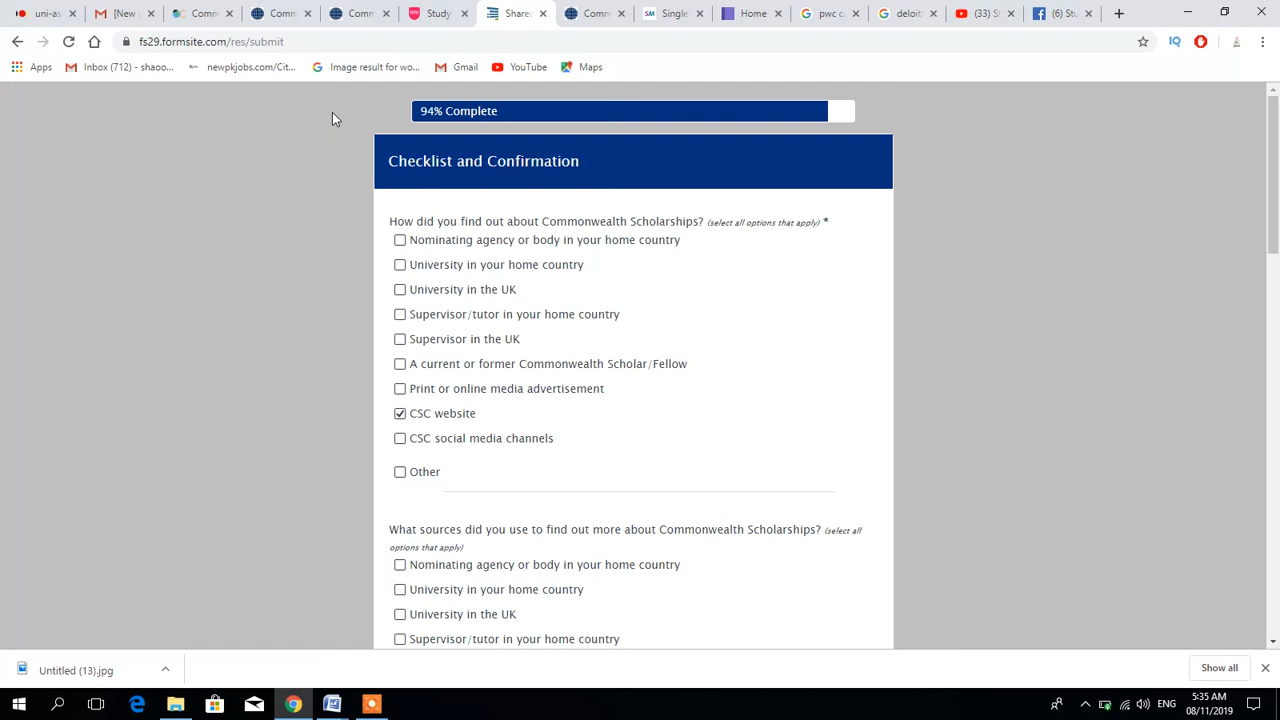 uni-as
[New
Comm
Comm
Comm
Study
Share
Comm
Single
Home
pwc c
deloit
(33) S
(6) St
fs29.formsite.com/res/submit
Apps
Inbox (712) - shaoo...
newpkjobs.com/Cit...
Image result for wo...
Gmail
YouTube
Maps
94% Complete
Checklist and Confirmation
How did you find out about Commonwealth Scholarships? (select all options that apply) *
Nominating agency or body in your home country
University in your home country
University in the UK
Supervisor/tutor in your home country
Supervisor in the UK
A current or former Commonwealth Scholar/Fellow
Print or online media advertisement
CSC website
CSC social media channels
Other
What sources did you use to find out more about Commonwealth Scholarships? (select all
options that apply)
Nominating agency or body in your home country
University in your home country
University in the UK
Supervisor/tutor in your home country
Untitled (13).jpg
Show all
ENG
5:35 AM
08/11/2019